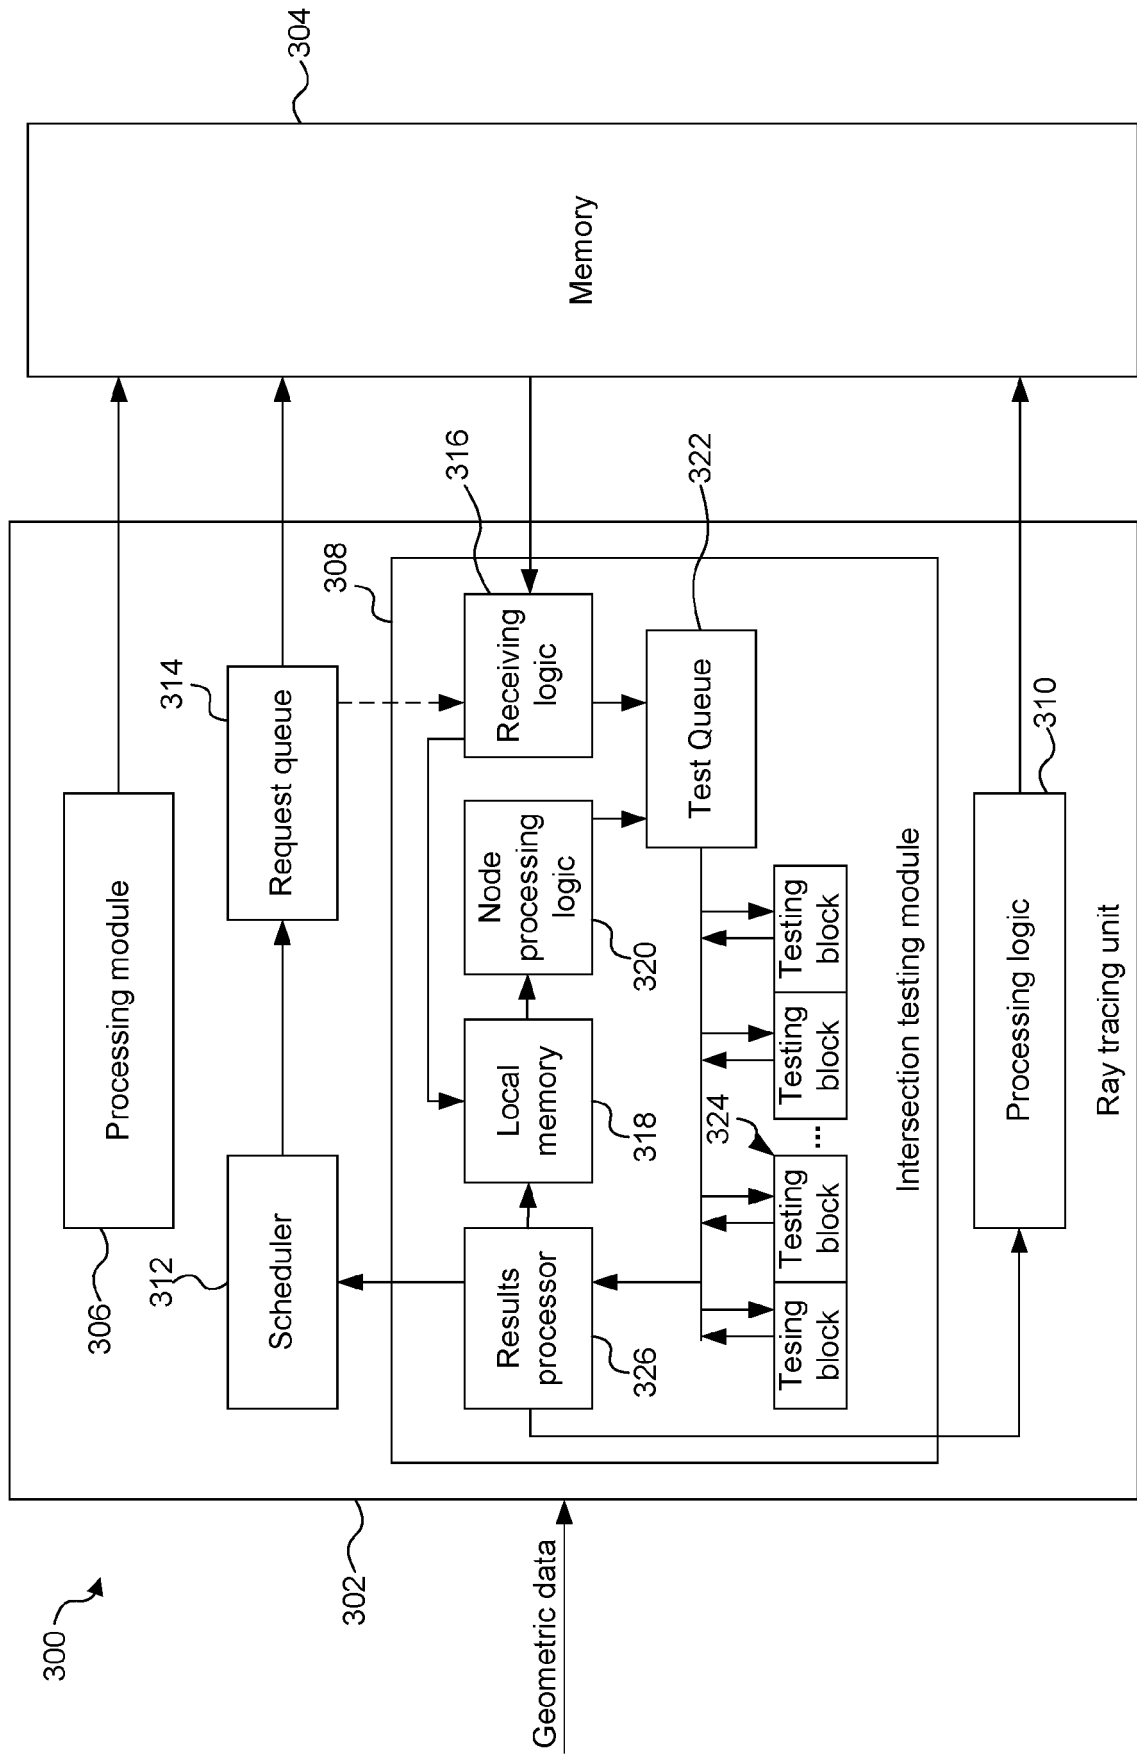 300
302
304
Geometric data
306
Processing module
312
Scheduler
314
Request queue
308
316
Receiving
logic
Node
processing
logic
320
Local
memory
318
Results
processor
326
322
Test Queue
324
Tesing
block
Testing
block
...
Testing
block
Testing
block
Intersection testing module
Processing logic
310
Ray tracing unit
Memory